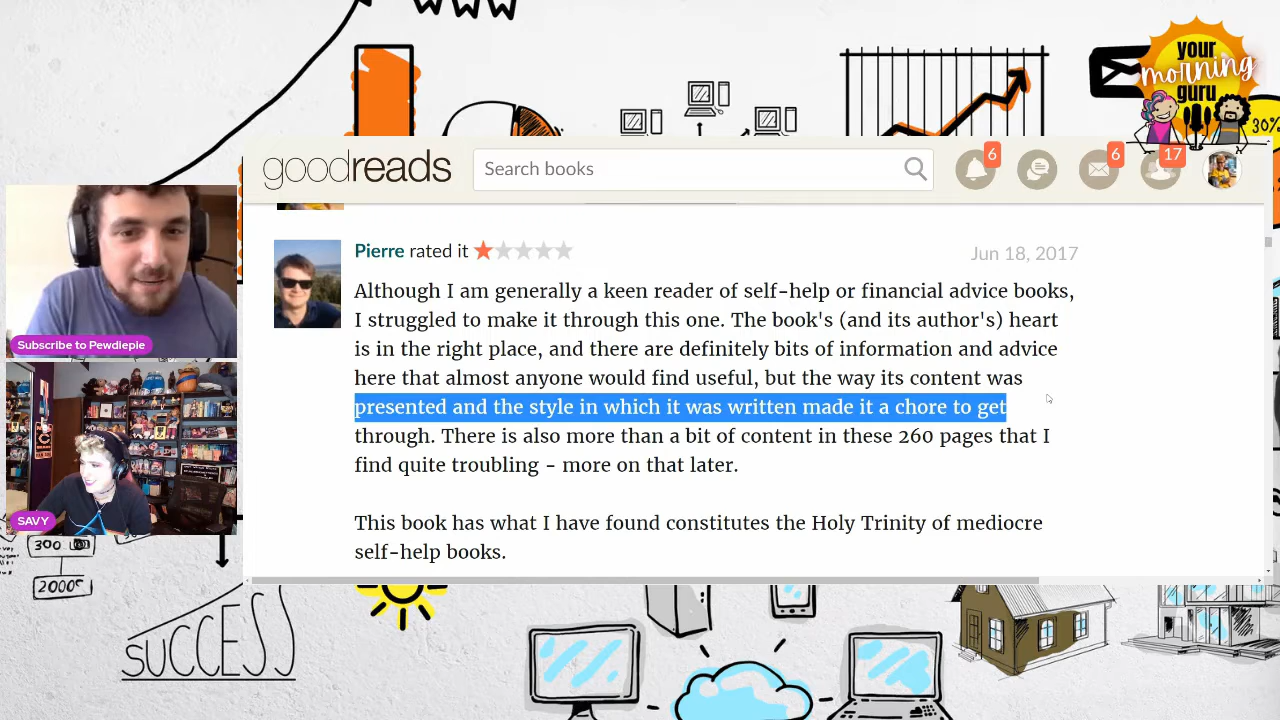 www
your
morning
guru
30%
goodreads
Search books
6
6
17
Pierre rated it
Jun 18, 2017
Although I am generally a keen reader of self-help or financial advice books,
I struggled to make it through this one. The book's (and its author's) heart
is in the right place, and there are definitely bits of information and advice
here that almost anyone would find useful, but the way its content was
presented and the style in which it was written made it a chore to get
through. There is also more than a bit of content in these 260 pages that I
find quite troubling - more on that later.
This book has what I have found constitutes the Holy Trinity of mediocre
self-help books.
Subscribe to Pewdiepie
SAVY
300
2000
SUCCESS